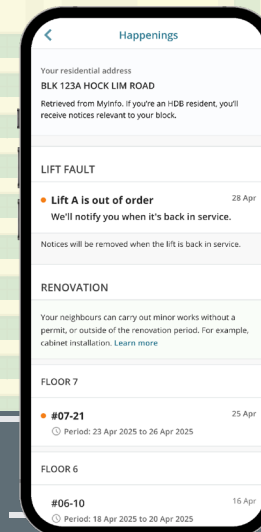 Happenings
Your residential address
BLK 123A HOCK LIM ROAD
Retrieved from MyInfo. If you're an HDB resident, you'll
receive notices relevant to your block.
LIFT FAULT
Lift A is out of order 28 Apr
We'll notify you when it's back in service.
Notices will be removed when the lift is back in service.
RENOVATION
Your neighbours can carry out minor works without a
permit, or outside of the renovation period. For example,
cabinet installation. Learn more
FLOOR 7
#07-21 25 Apr
Period: 23 Apr 2025 to 26 Apr 2025
FLOOR 6
#06-10 16 Apr
Period: 18 Apr 2025 to 20 Apr 2025